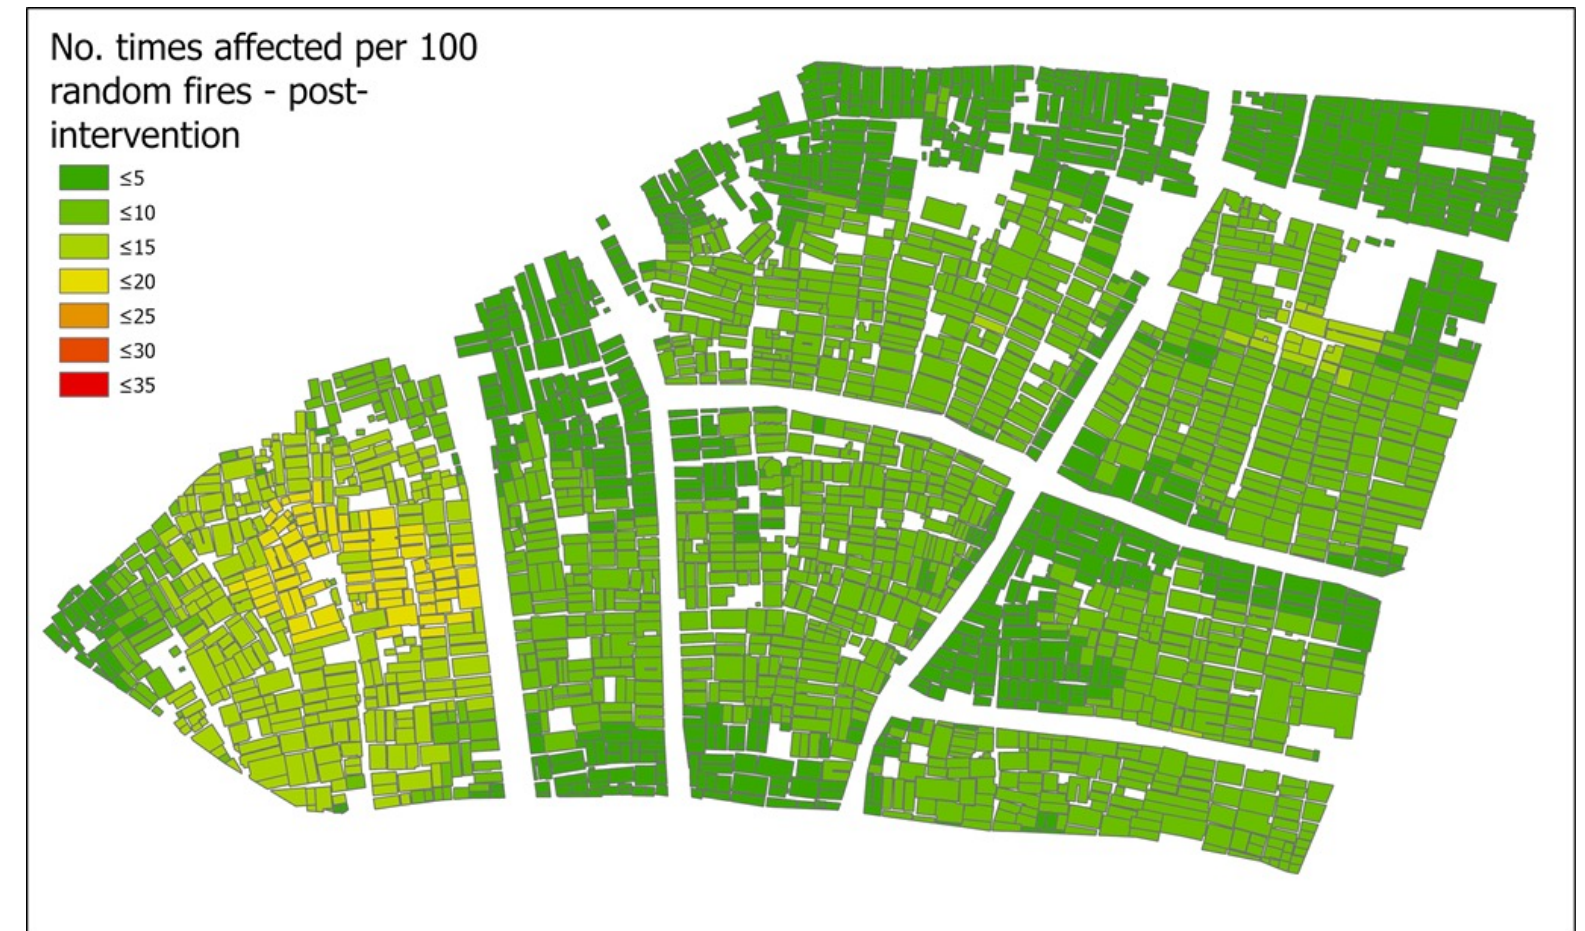 No. times affected per 100
random fires - post-
intervention
≤5
≤10
≤15
≤20
≤25
≤30
≤35